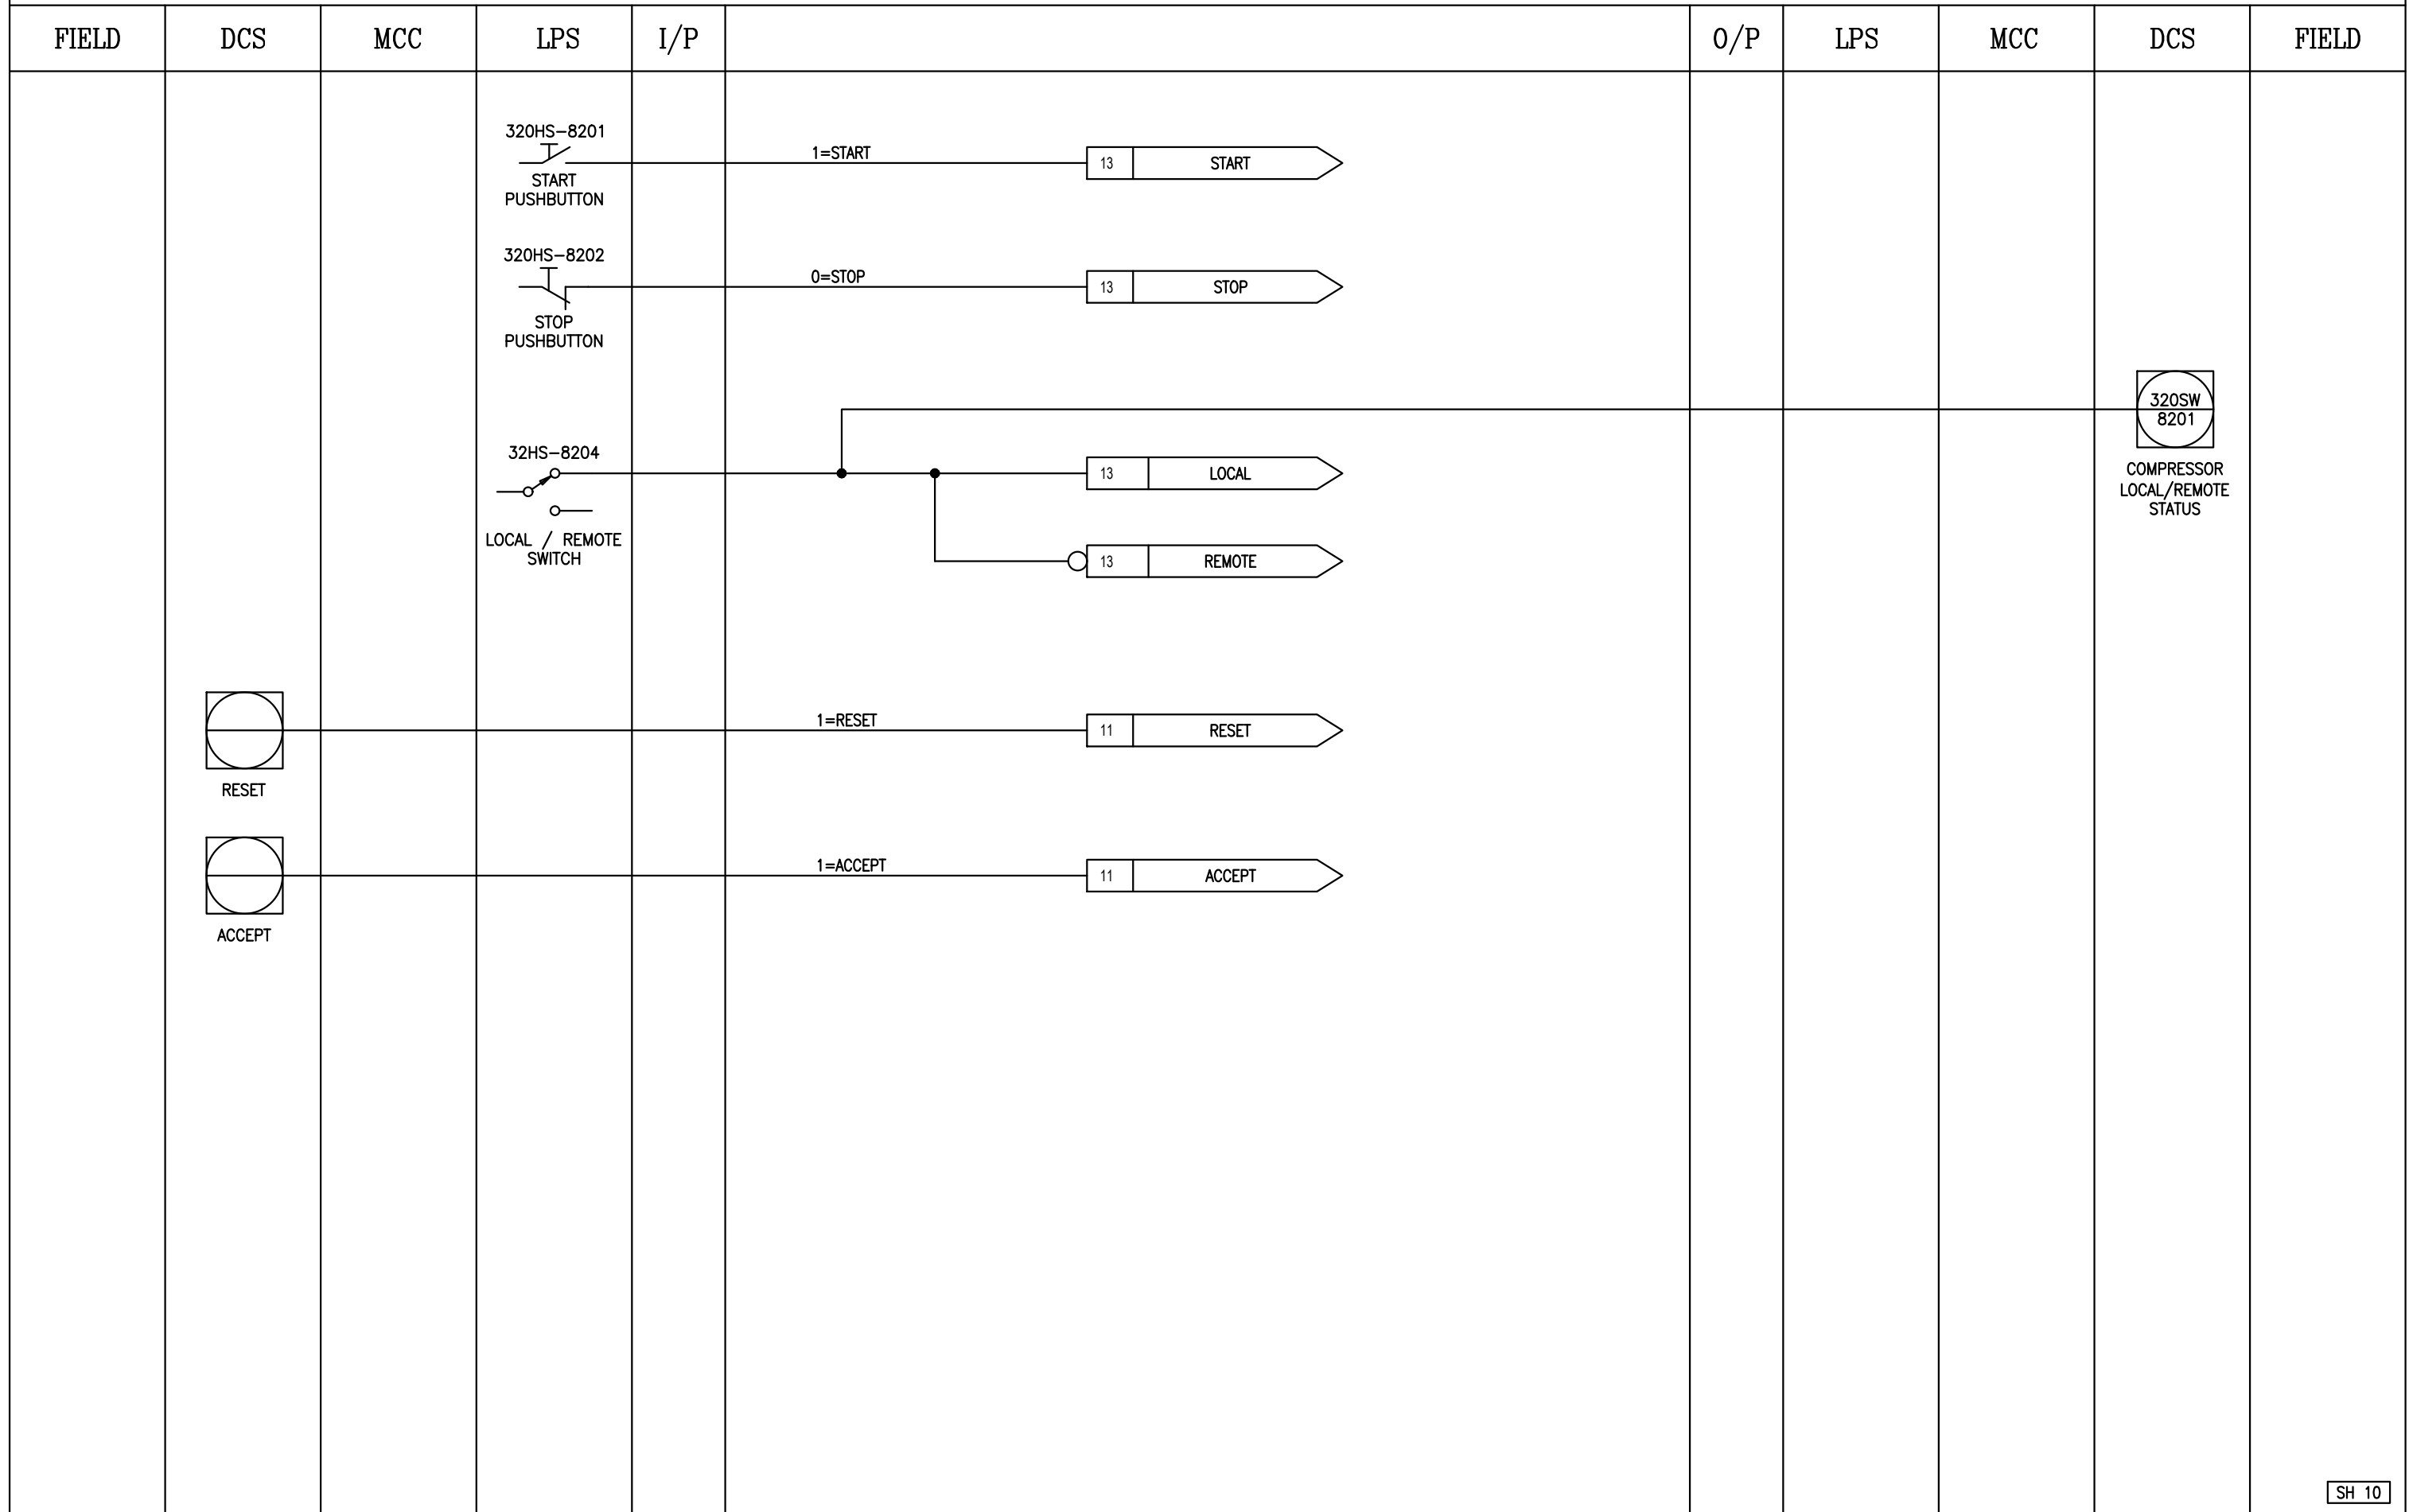 FIELD DCS MCC LPS I/P O/P LPS MCC DCS FIELD
320HS-8201
1=START
13 START
START
PUSHBUTTON
320HS-8202
0=STOP
13 STOP
STOP
PUSHBUTTON
320SW
8201
COMPRESSOR
LOCAL/REMOTE
STATUS
32HS-8204
13 LOCAL
LOCAL / REMOTE
SWITCH
13 REMOTE
1=RESET
11 RESET
RESET
1=ACCEPT
11 ACCEPT
ACCEPT
SH 10